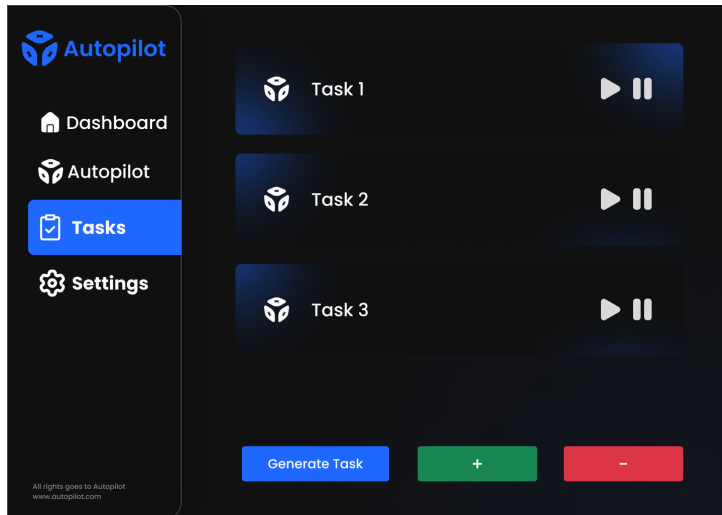 Autopilot
Dashboard
Autopilot
Tasks
Settings
All rights goes to Autopilot
www.autopilot.com
Task 1
Task 2
Task 3
Generate Task
+
-